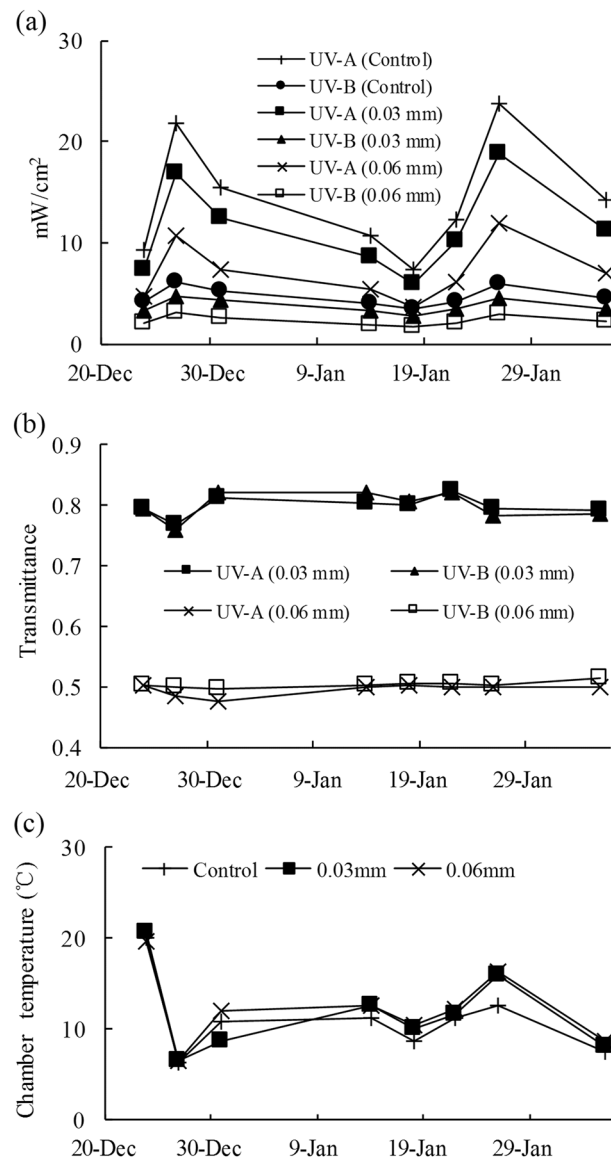 (a)
30
20
10
0
mW/cm²
UV-A (Control)
UV-B (Control)
UV-A (0.03 mm)
UV-B (0.03 mm)
UV-A (0.06 mm)
UV-B (0.06 mm)
20-Dec 30-Dec 9-Jan 19-Jan 29-Jan
(b)
0.9
0.8
0.7
0.6
0.5
0.4
Transmittance
UV-A (0.03 mm) UV-B (0.03 mm)
UV-A (0.06 mm) UV-B (0.06 mm)
20-Dec 30-Dec 9-Jan 19-Jan 29-Jan
(c)
30
20
10
0
Chamber temperature (℃)
Control 0.03mm 0.06mm
20-Dec 30-Dec 9-Jan 19-Jan 29-Jan